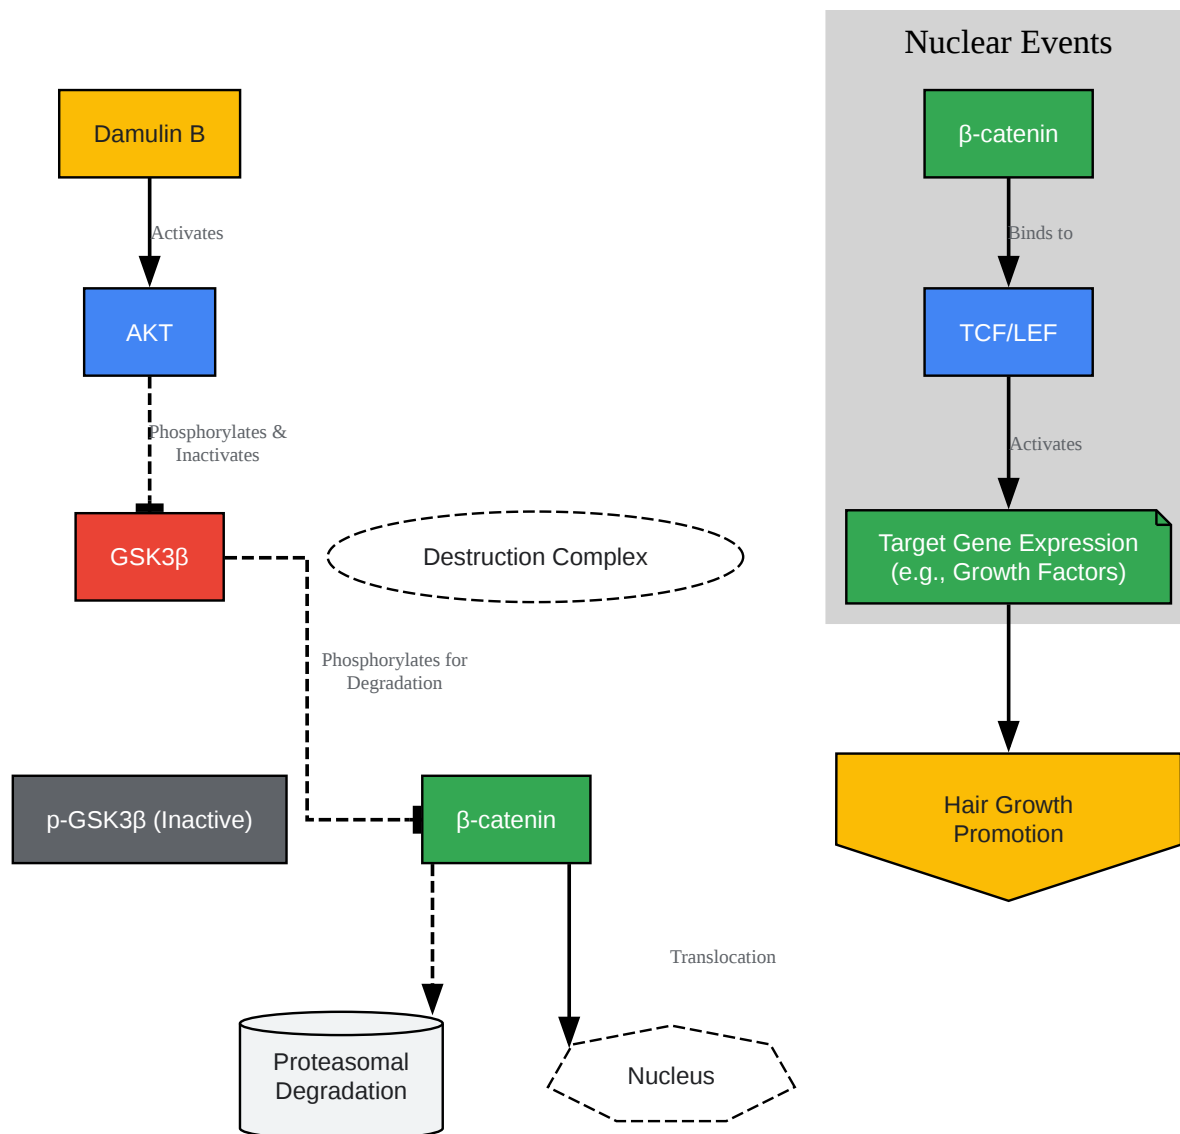 Nuclear Events
Damulin B
β-catenin
Activates
Binds to
AKT
TCF/LEF
Phosphorylates &
Inactivates
Activates
GSK3β
Destruction Complex
Target Gene Expression
(e.g., Growth Factors)
Phosphorylates for
Degradation
p-GSK3β (Inactive)
β-catenin
Hair Growth
Promotion
Translocation
Proteasomal
Degradation
Nucleus